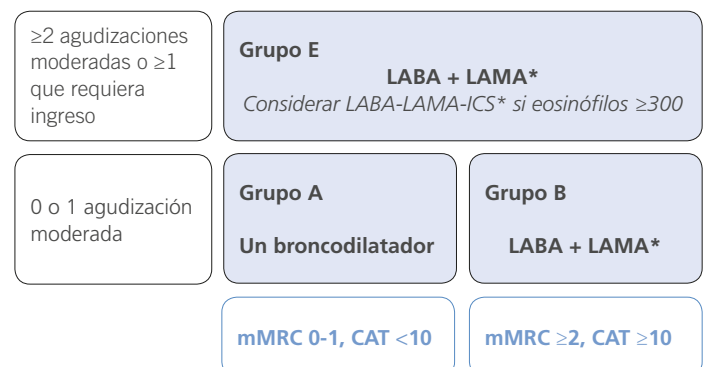 ≥2 agudizaciones
moderadas o ≥1
que requiera
ingreso
Grupo E
LABA + LAMA*
Considerar LABA-LAMA-ICS* si eosinófilos ≥300
0 o 1 agudización
moderada
Grupo A
Un broncodilatador
Grupo B
LABA + LAMA*
mMRC 0-1, CAT <10
mMRC ≥2, CAT ≥10